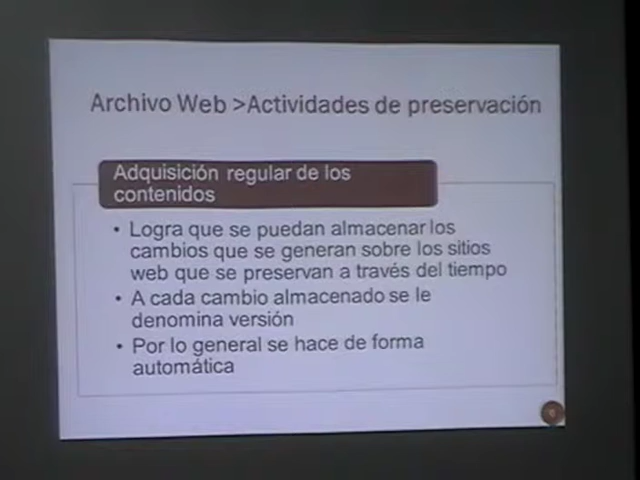 Archivo Web >Actividades de preservación
Adquisición regular de los
contenidos
• Logra que se puedan almacenar los
cambios que se generan sobre los sitios
web que se preservan a través del tiempo
• A cada cambio almacenado se le
denomina versión
• Por lo general se hace de forma
automática